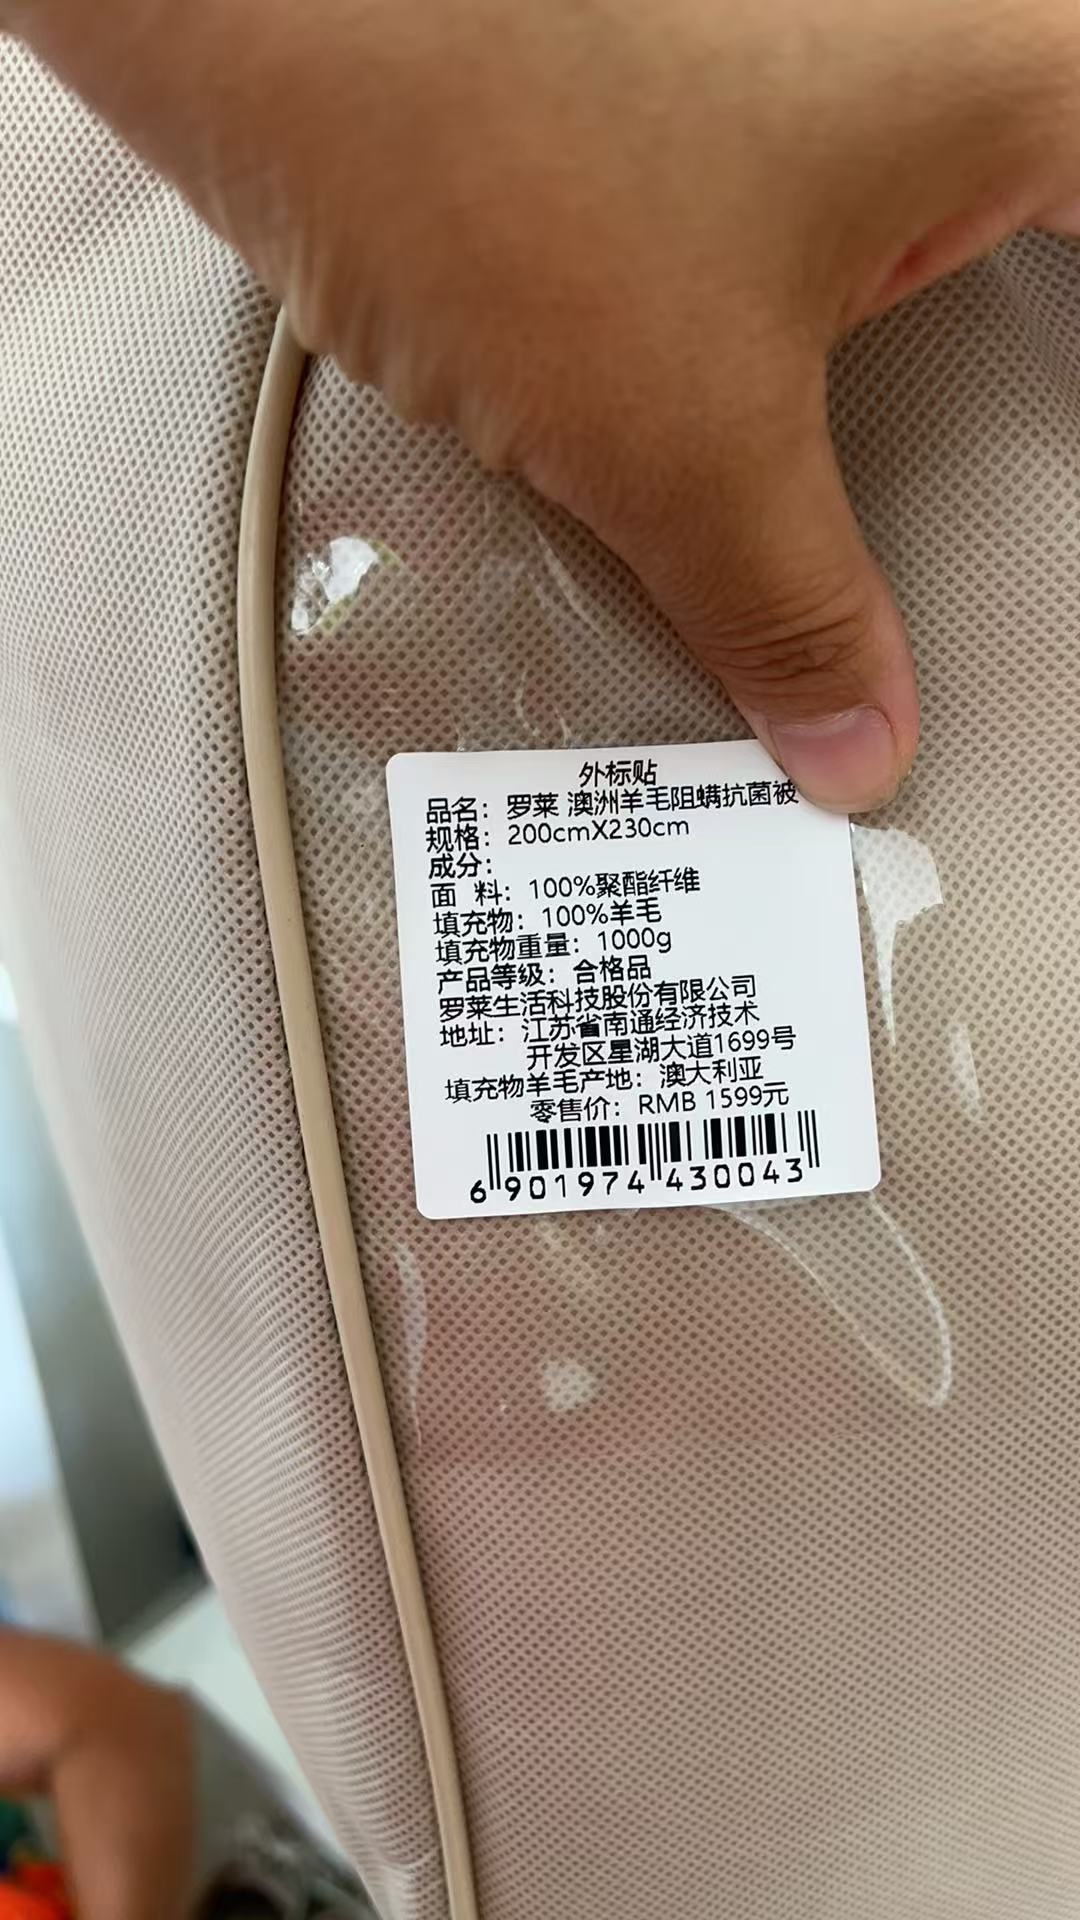 外标贴
品名：罗莱 澳洲羊毛阻螨抗菌被
规格：200cmX230cm
成分：
面 料：100%聚酯纤维
填充物：100%羊毛
填充物重量：1000g
产品等级：合格品
罗莱生活科技股份有限公司
地址：江苏省南通经济技术
开发区星湖大道1699号
填充物羊毛产地：澳大利亚
零售价：RMB 1599元
6 901974 430043